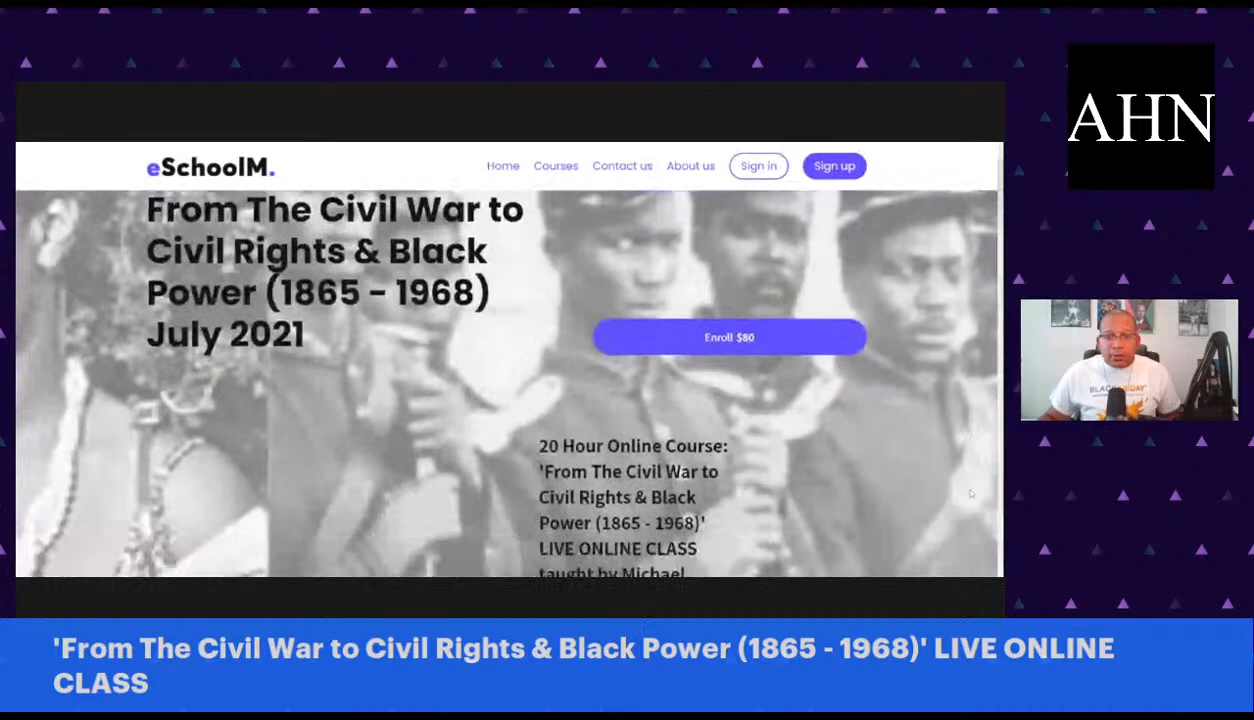 AHN
eSchoolM.
Home Courses Contact us About us Sign in Sign up
From The Civil War to
Civil Rights & Black
Power (1865 - 1968)
July 2021
Enroll $80
20 Hour Online Course:
'From The Civil War to
Civil Rights & Black
Power (1865 - 1968)'
LIVE ONLINE CLASS
taught by Michael
'From The Civil War to Civil Rights & Black Power (1865 - 1968)' LIVE ONLINE
CLASS